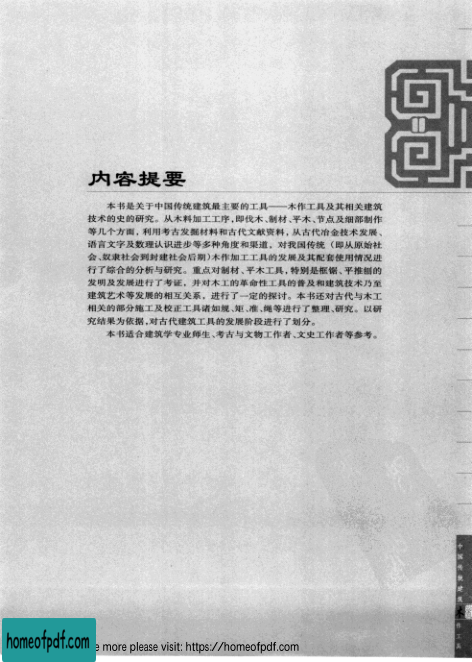 内容提要
本书是关于中国传统建筑最主要的工具——木作工具及其相关建筑
技术的史的研究。从木料加工工序,即伐木、制材、平木、节点及细部制作
等几个方面,利用考古发掘材料和古代文献资料,从古代冶金技术发展、
语言文字及数理认识进步等多种角度和渠道,对我国传统(即从原始社
会、奴隶社会到封建社会后期)木作加工工具的发展及其配套使用情况进
行了综合的分析与研究。重点对制材、平木工具,特别是框锯、平推刨的
发明及发展进行了考证,并对木工的革命性工具的普及和建筑技术乃至
建筑艺术等发展的相互关系,进行了一定的探讨。本书还对古代与木工
相关的部分施工及校正工具诸如规、矩、准、绳等进行了整理、研究。以研
究结果为依据,对古代建筑工具的发展阶段进行了划分。
本书适合建筑学专业师生、考古与文物工作者、文史工作者等参考。
中国传统建筑
木作工具
homeofpdf.com
e more please visit: https://homeofpdf.com